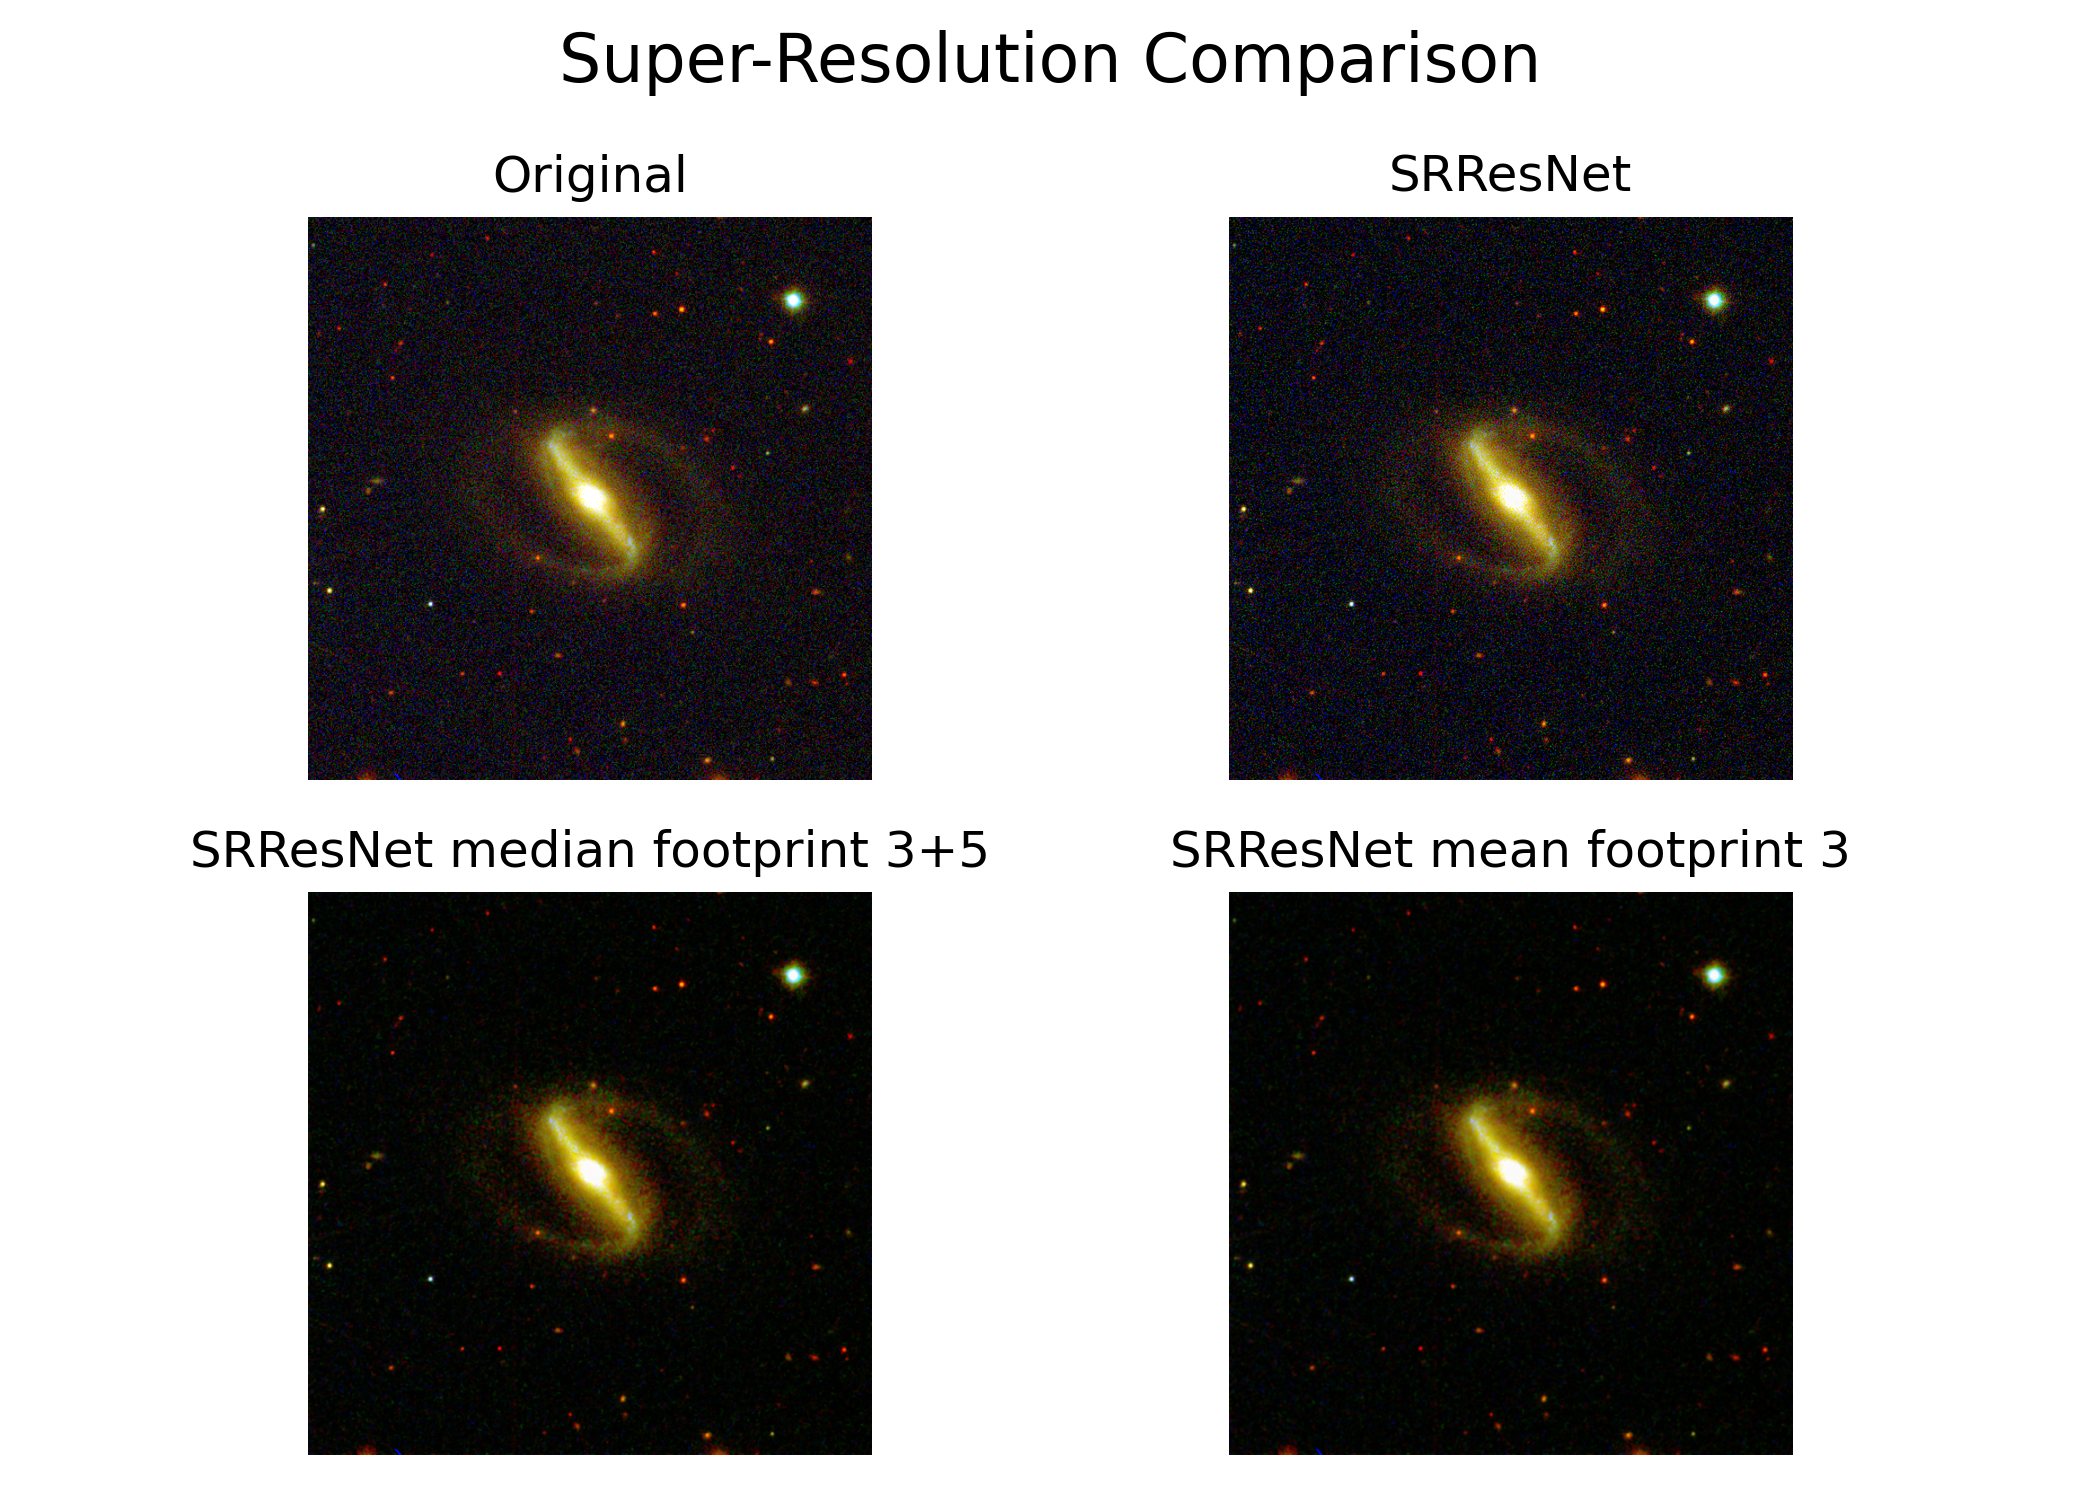 Super-Resolution Comparison
Original
SRResNet
SRResNet median footprint 3+5
SRResNet mean footprint 3